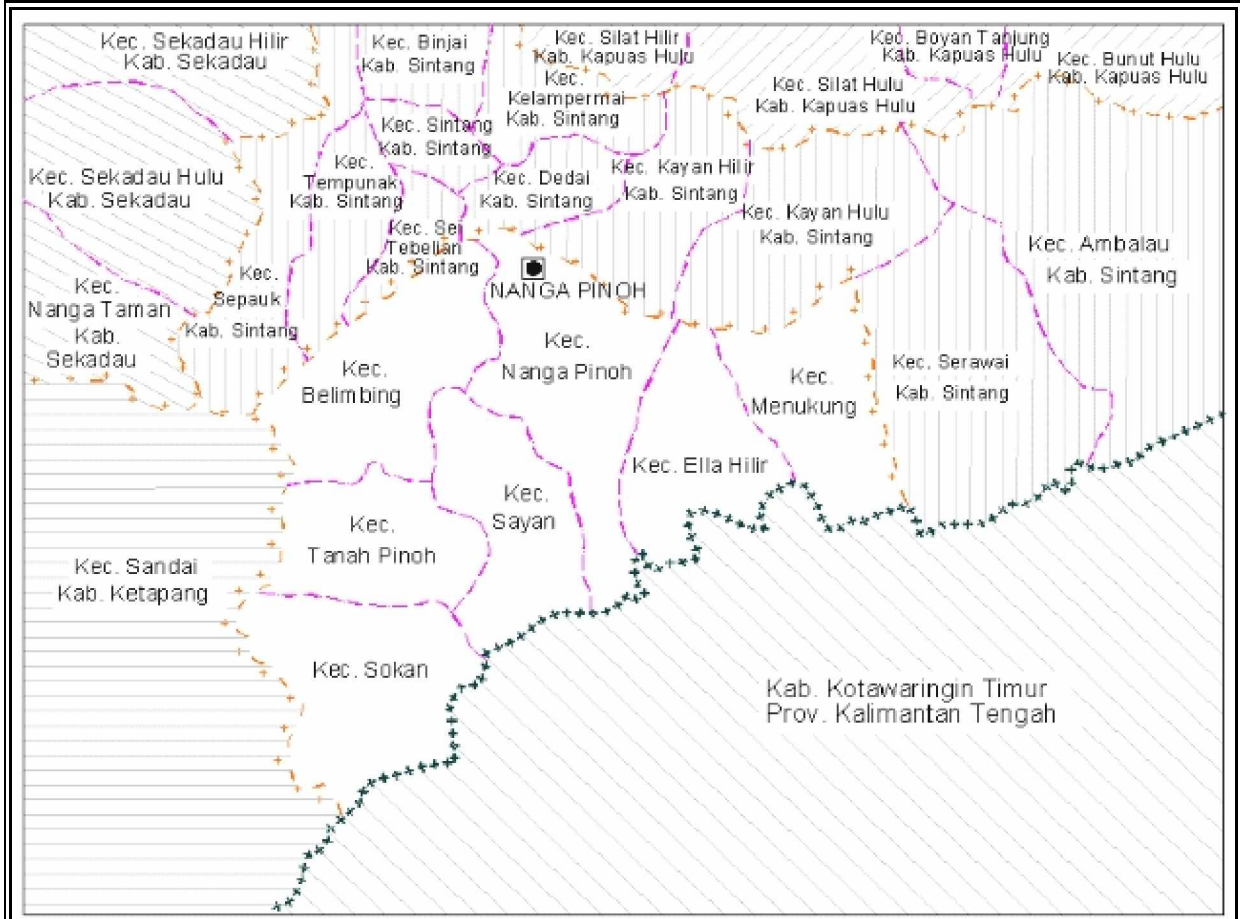 Kec. Sekadau Hilir
Kab. Sekadau
Kec. Binjai
Kab. Sintang
Kec. Silat Hilir
Kab. Kapuas Hulu
Kec. Boyan Tanjung
Kab. Kapuas Hulu
Kec. Bunut Hulu
Kab. Kapuas Hulu
Kec.
Kelampermai
Kab. Sintang
Kec. Silat Hulu
Kab. Kapuas Hulu
Kec. Sintang
Kab. Sintang
Kec. Sekadau Hulu
Kab. Sekadau
Kec.
Tempunak
Kab. Sintang
Kec. Dedai
Kab. Sintang
Kec. Kayan Hilir
Kab. Sintang
Kec. Kayan Hulu
Kab. Sintang
Kec. Ambalau
Kab. Sintang
Kec. Sei
Tebelian
Kab. Sintang
Kec.
Nanga Taman
Kab.
Sekadau
Kec.
Sepauk
Kab. Sintang
NANGA PINOH
Kec.
Nanga Pinoh
Kec.
Belimbing
Kec.
Menukung
Kec. Serawai
Kab. Sintang
Kec. Ella Hilir
Kec.
Sayan
Kec.
Tanah Pinoh
Kec. Sandai
Kab. Ketapang
Kec. Sokan
Kab. Kotawaringin Timur
Prov. Kalimantan Tengah